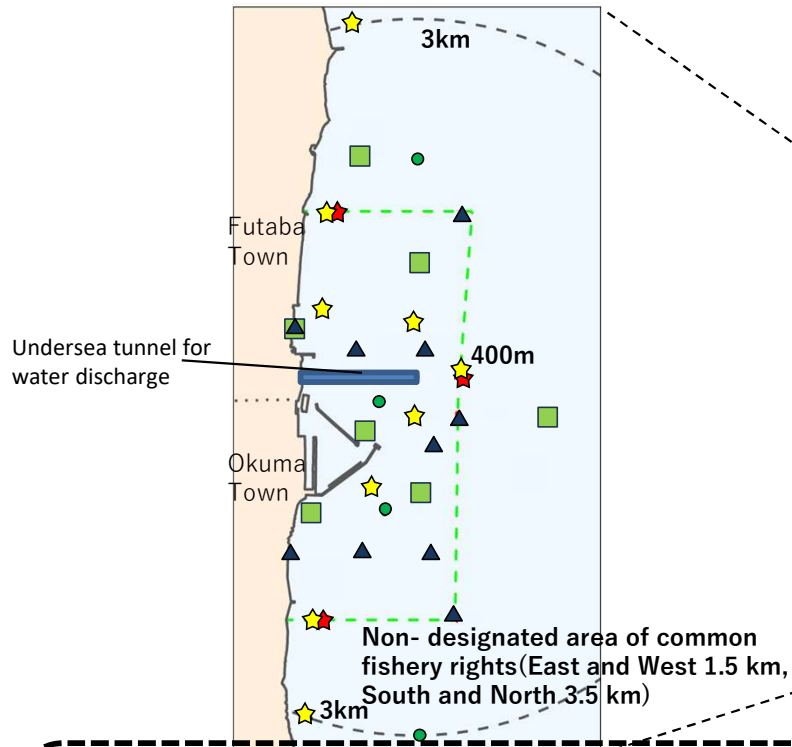 3km
Futaba
Town
Undersea tunnel for
water discharge
400m
Okuma
Town
Non- designated area of common
fishery rights(East and West 1.5 km,
South and North 3.5 km)
3km